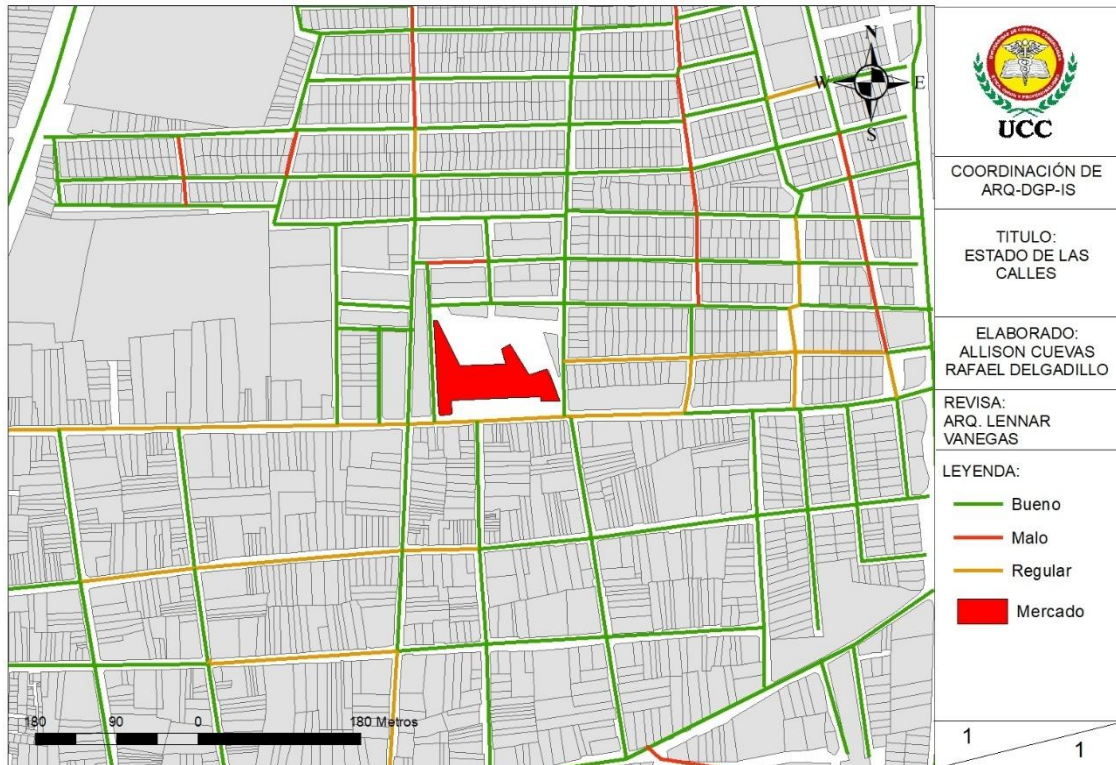 N
W
E
S
180
90
0
180 Metros
UCC
COORDINACIÓN DE
ARQ-DGP-IS
TITULO:
ESTADO DE LAS
CALLES
ELABORADO:
ALLISON CUEVAS
RAFAEL DELGADILLO
REVISA:
ARQ. LENNAR
VANEGAS
LEYENDA:
Bueno
Malo
Regular
Mercado
1
1